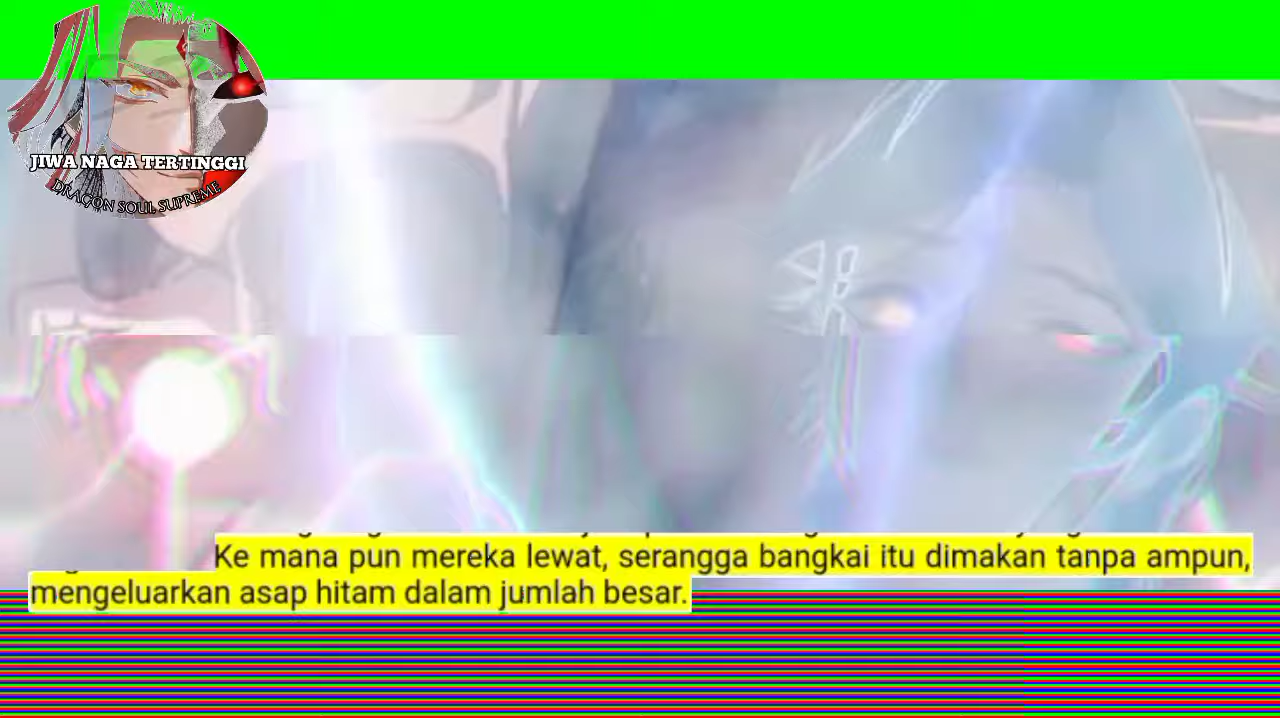 JIWA NAGA TERTINGGI
DRAGON SOUL SUPREME
Ke mana pun mereka lewat, serangga bangkai itu dimakan tanpa ampun,
mengeluarkan asap hitam dalam jumlah besar.